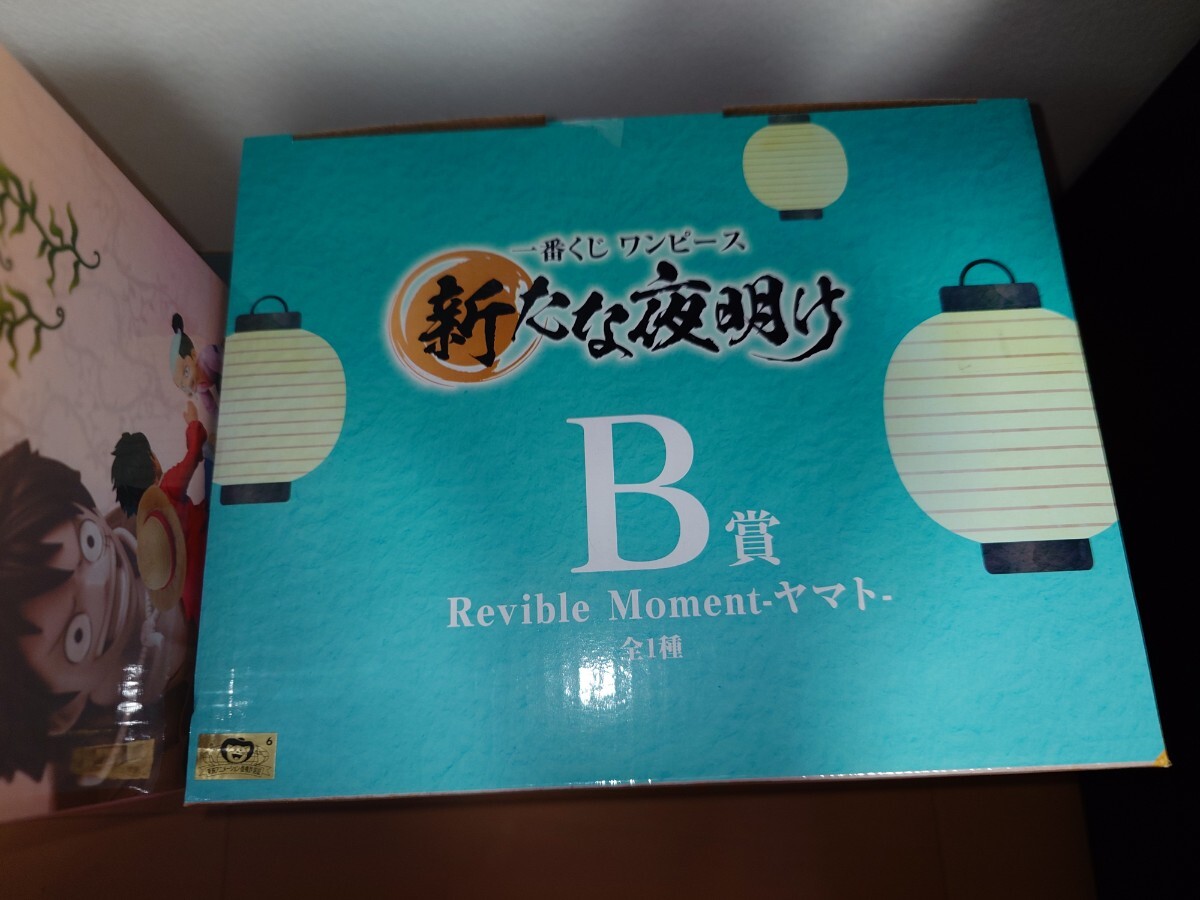 一番くじ ワンピース
新たな夜明け
B賞
Revible Moment-ヤマト-
全1種
6